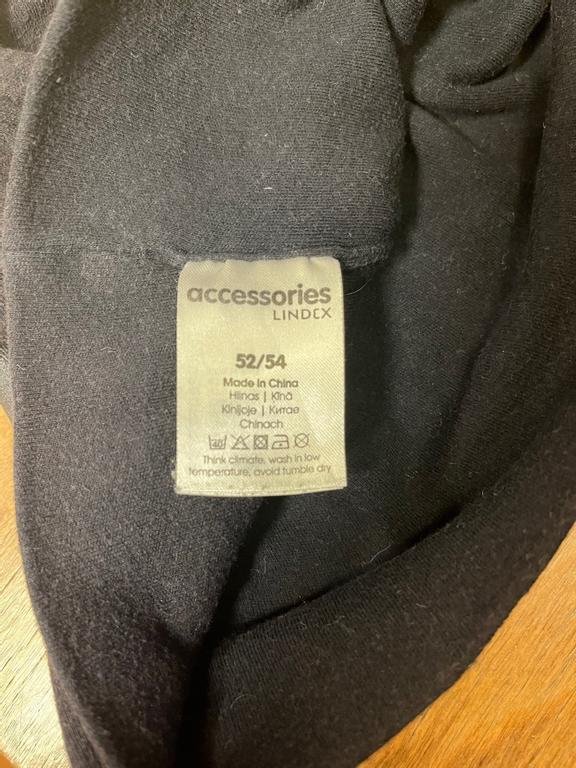 accessories
LINDEX
52/54
Made in China
Hiinas | Ķīnā
Kinijoje | Китае
Chinach
40
Think climate, wash in low
temperature, avoid tumble dry